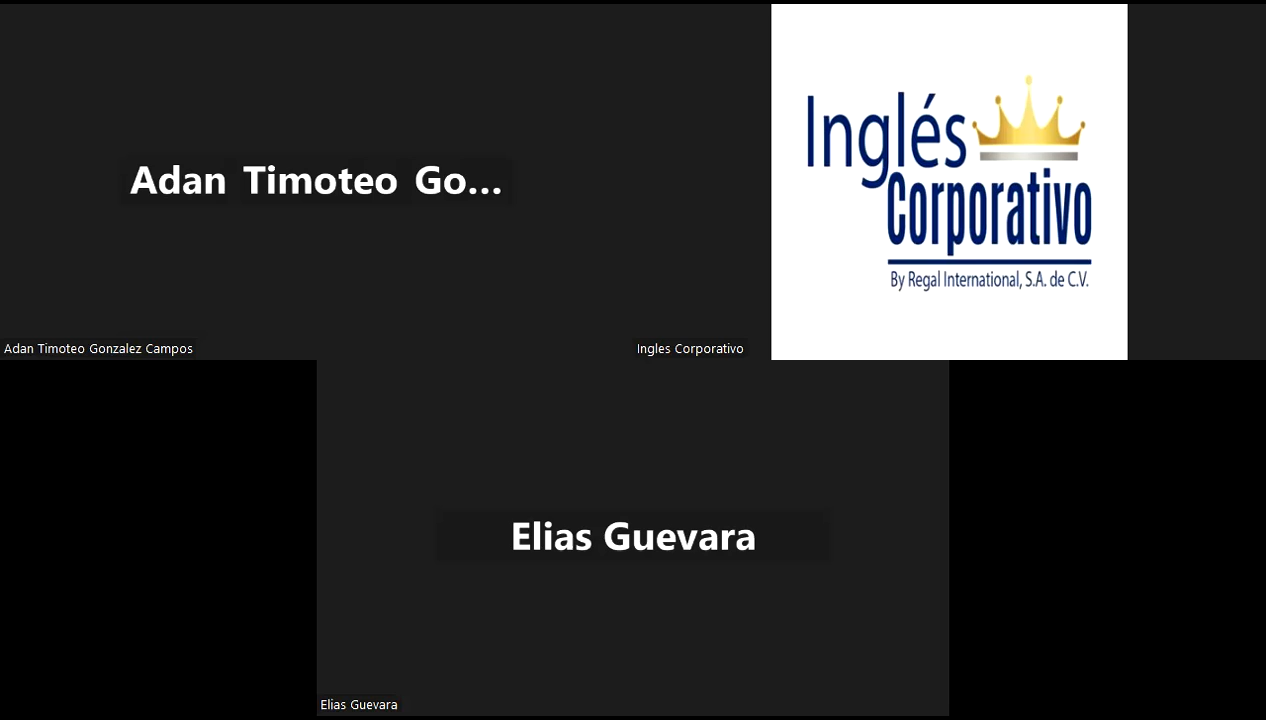 Adan Timoteo Go...
Adan Timoteo Gonzalez Campos
Inglés
Corporativo
By Regal International, S.A. de C.V.
Ingles Corporativo
Elias Guevara
Elias Guevara